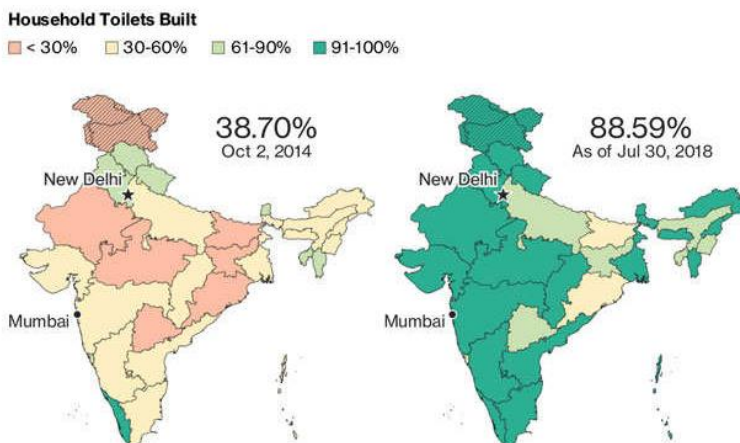 Household Toilets Built
< 30% 30-60% 61-90% 91-100%
38.70%
Oct 2, 2014
New Delhi
Mumbai
88.59%
As of Jul 30, 2018
New Delhi
Mumbai